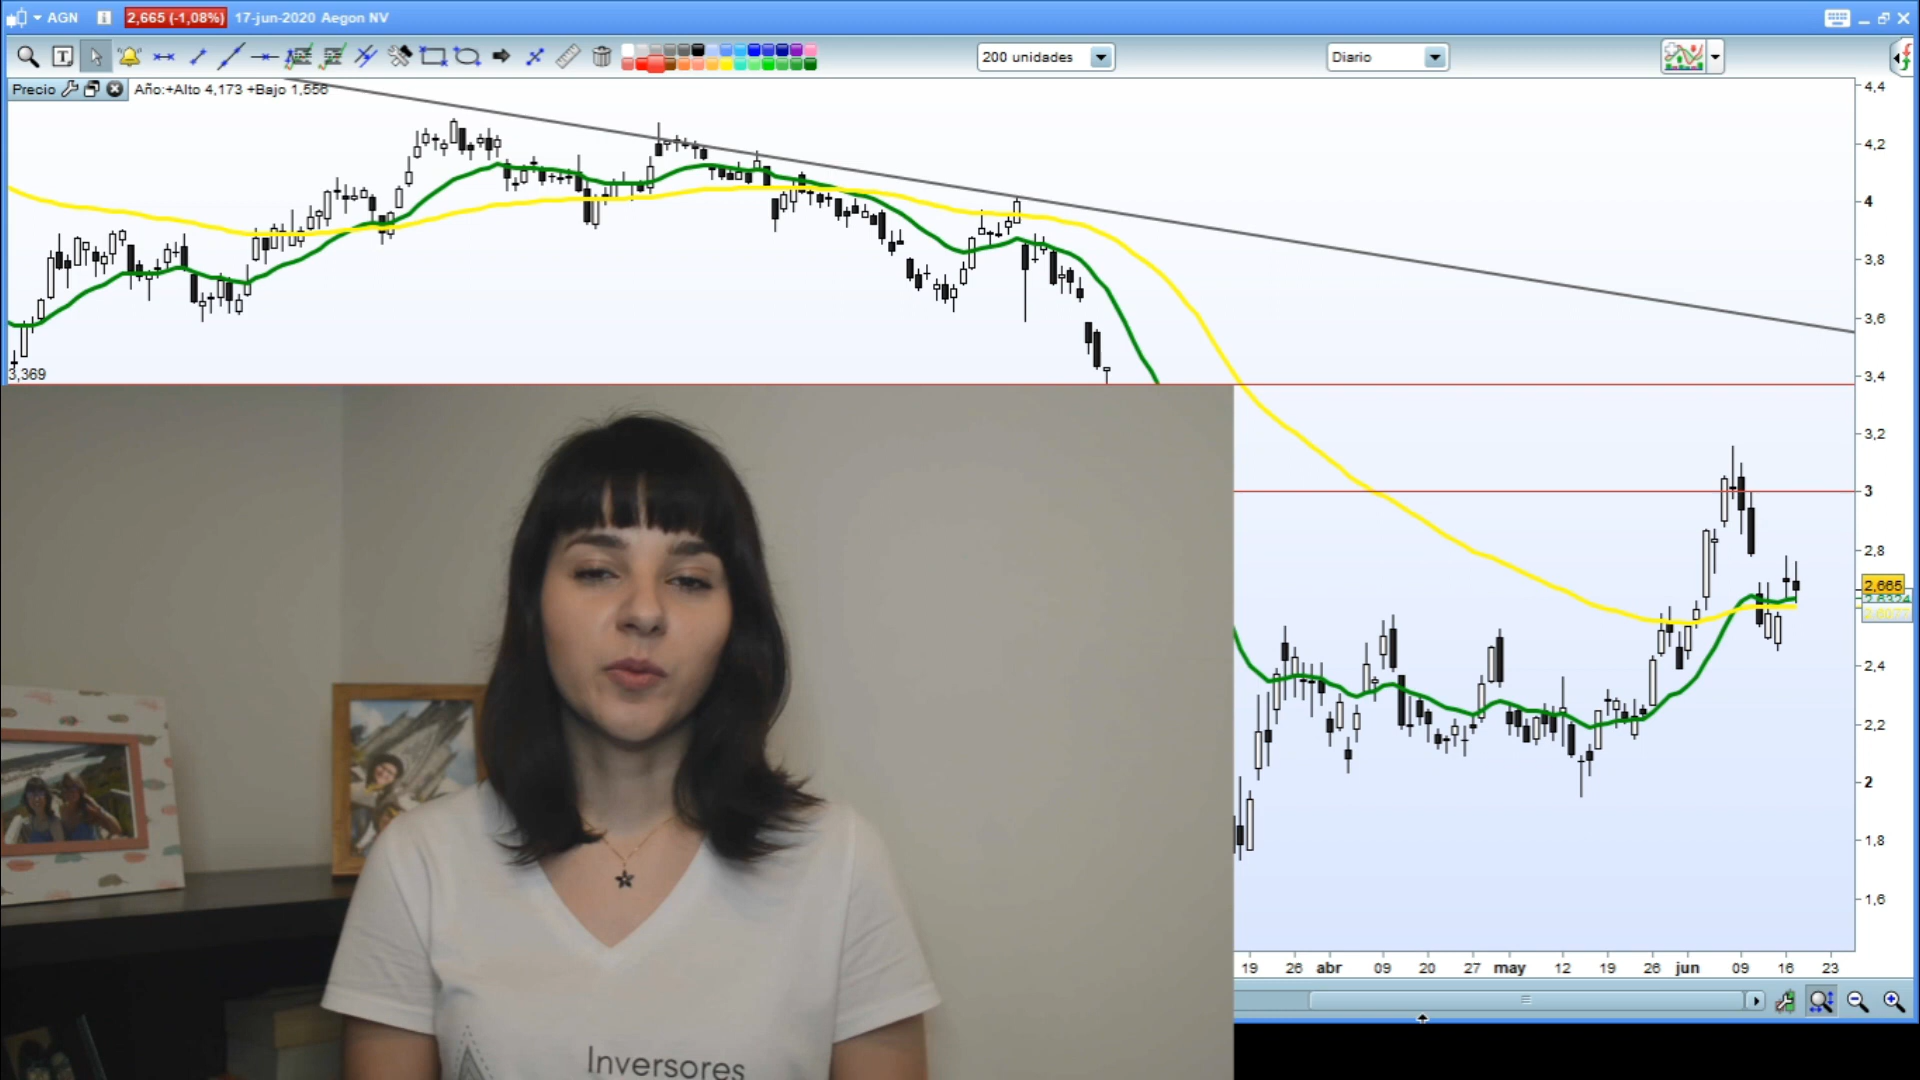 AGN 2,665 (-1,08%) 17-jun-2020 Aegon NV
200 unidades
Diario
Precio
Año:+Alto 4,173 +Bajo 1,556
4,4
4,2
4
3,8
3,6
3,4
3,369
3,2
3
2,8
2,665
2,4
2,2
2
1,8
1,6
19 26 abr 09 20 27 may 12 19 26 jun 09 16 23
Inversores